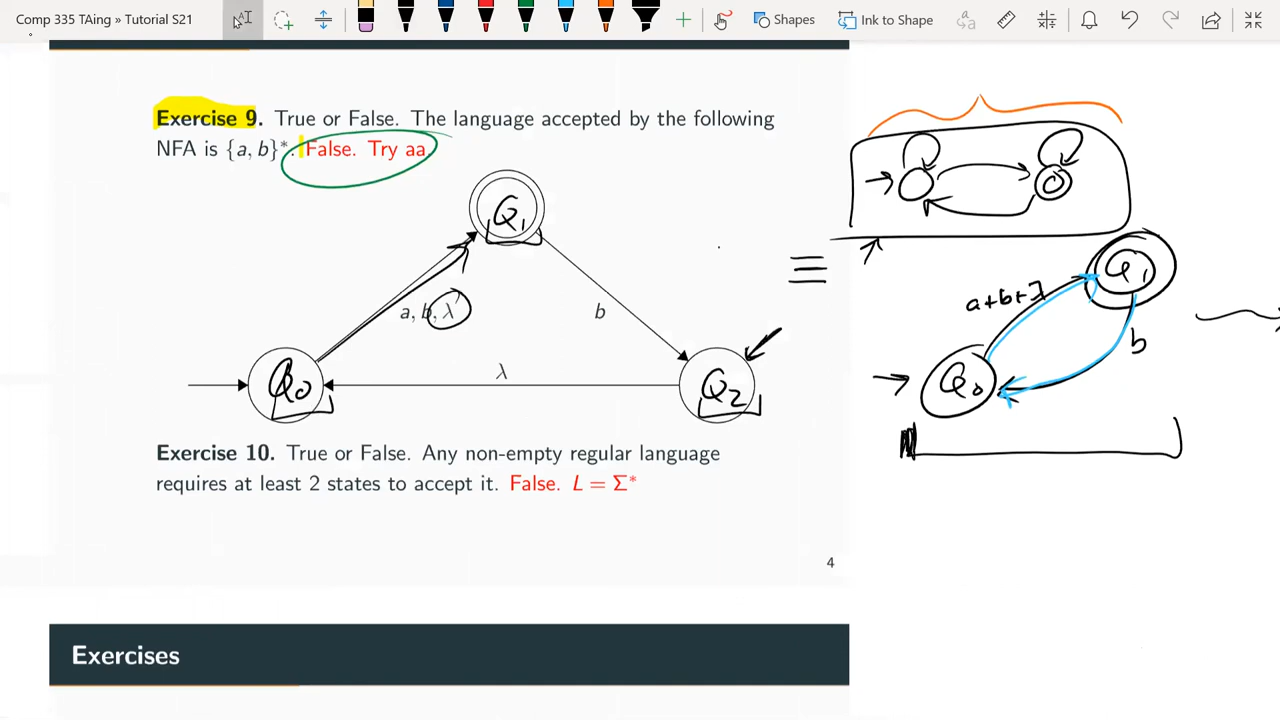 Comp 335 TAing » Tutorial S21
Shapes
Ink to Shape
Exercise 9. True or False. The language accepted by the following
NFA is {a, b}*. False. Try aa.
Q1
a, b, λ
b
Q0
λ
Q2
≡
Q1
a+b+λ
b
Q0
Exercise 10. True or False. Any non-empty regular language
requires at least 2 states to accept it. False. L = Σ*
4
Exercises